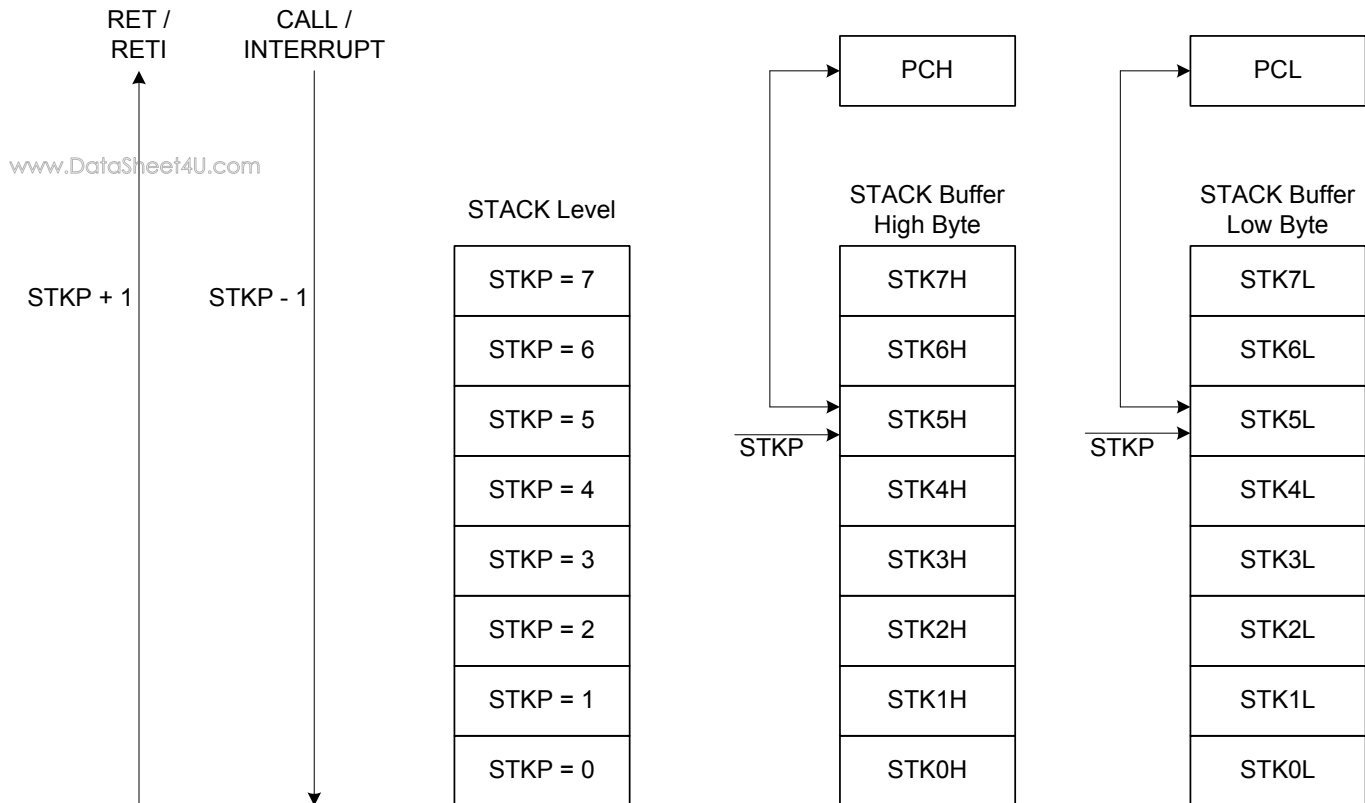 RET /
RETI
CALL /
INTERRUPT
PCH
PCL
www.DataSheet4U.com
STACK Level
STACK Buffer
High Byte
STACK Buffer
Low Byte
STKP + 1
STKP - 1
STKP = 7
STK7H
STK7L
STKP = 6
STK6H
STK6L
STKP = 5
STK5H
STK5L
STKP
STKP
STKP = 4
STK4H
STK4L
STKP = 3
STK3H
STK3L
STKP = 2
STK2H
STK2L
STKP = 1
STK1H
STK1L
STKP = 0
STK0H
STK0L